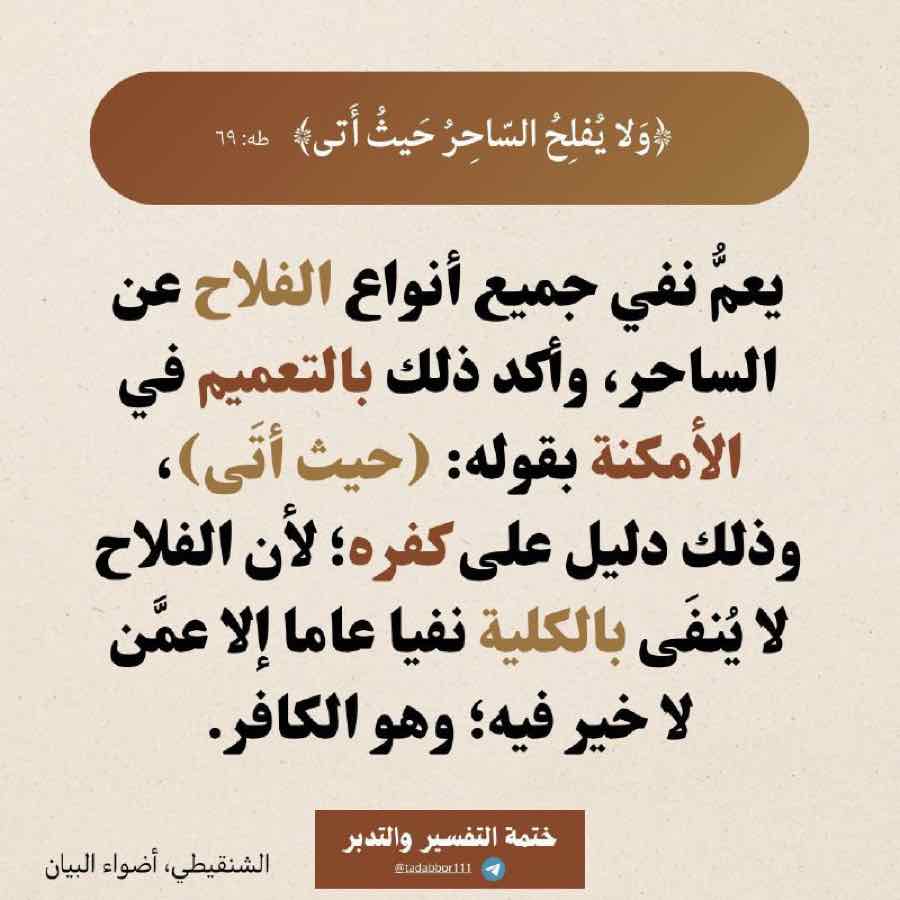 ﴿وَلا يُفلِحُ السّاحِرُ حَيثُ أَتى﴾ طه: ٦٩
يعمُّ نفي جميع أنواع الفلاح عن
الساحر، وأكد ذلك بالتعميم في
الأمكنة بقوله: (حيث أتَى)،
وذلك دليل على كفره؛ لأن الفلاح
لا يُنفَى بالكلية نفيا عاما إلا عمَّن
لا خير فيه؛ وهو الكافر.
ختمة التفسير والتدبر
@tadabbor111
الشنقيطي، أضواء البيان